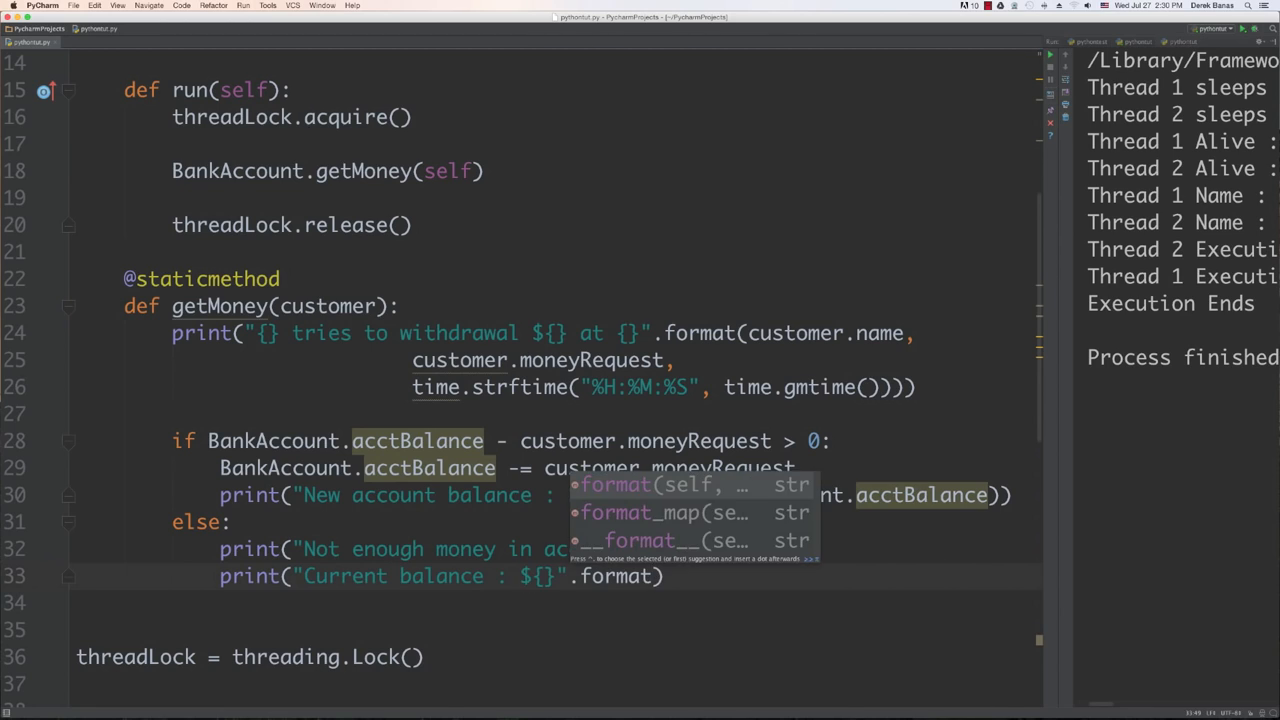 PyCharm File Edit View Navigate Code Refactor Run Tools VCS Window Help
10 Wed Jul 27 2:30 PM Derek Banas
pythontut.py - PycharmProjects - [~/PycharmProjects]
PycharmProjects pythontut.py
pythontut
pythontut.py
Run:
14
15 def run(self):
16 threadLock.acquire()
17
18 BankAccount.getMoney(self)
19
20 threadLock.release()
21
22 @staticmethod
23 def getMoney(customer):
24 print("{} tries to withdrawal ${} at {}".format(customer.name,
25 customer.moneyRequest,
26 time.strftime("%H:%M:%S", time.gmtime())))
27
28 if BankAccount.acctBalance - customer.moneyRequest > 0:
29 BankAccount.acctBalance -= customer.moneyRequest
30 print("New account balance : nt.acctBalance))
31 else:
32 print("Not enough money in ac
33 print("Current balance : ${}".format)
34
35
36 threadLock = threading.Lock()
37
format(self, … str
format_map(se… str
__format__(se… str
Press ^. to choose the selected (or first) suggestion and insert a dot afterwards >>
/Library/Framewo
Thread 1 sleeps
Thread 2 sleeps
Thread 1 Alive :
Thread 2 Alive :
Thread 1 Name :
Thread 2 Name :
Thread 2 Executi
Thread 1 Executi
Execution Ends
Process finished
33:49 LF÷ UTF-8÷